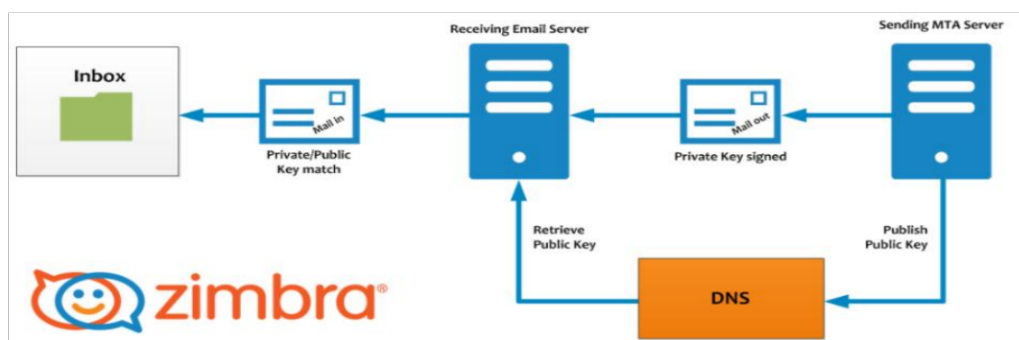 Receiving Email Server
Sending MTA Server
Inbox
Mail in
Mail out
Private/Public
Key match
Private Key signed
Retrieve
Public Key
Publish
Public Key
DNS
zimbra®